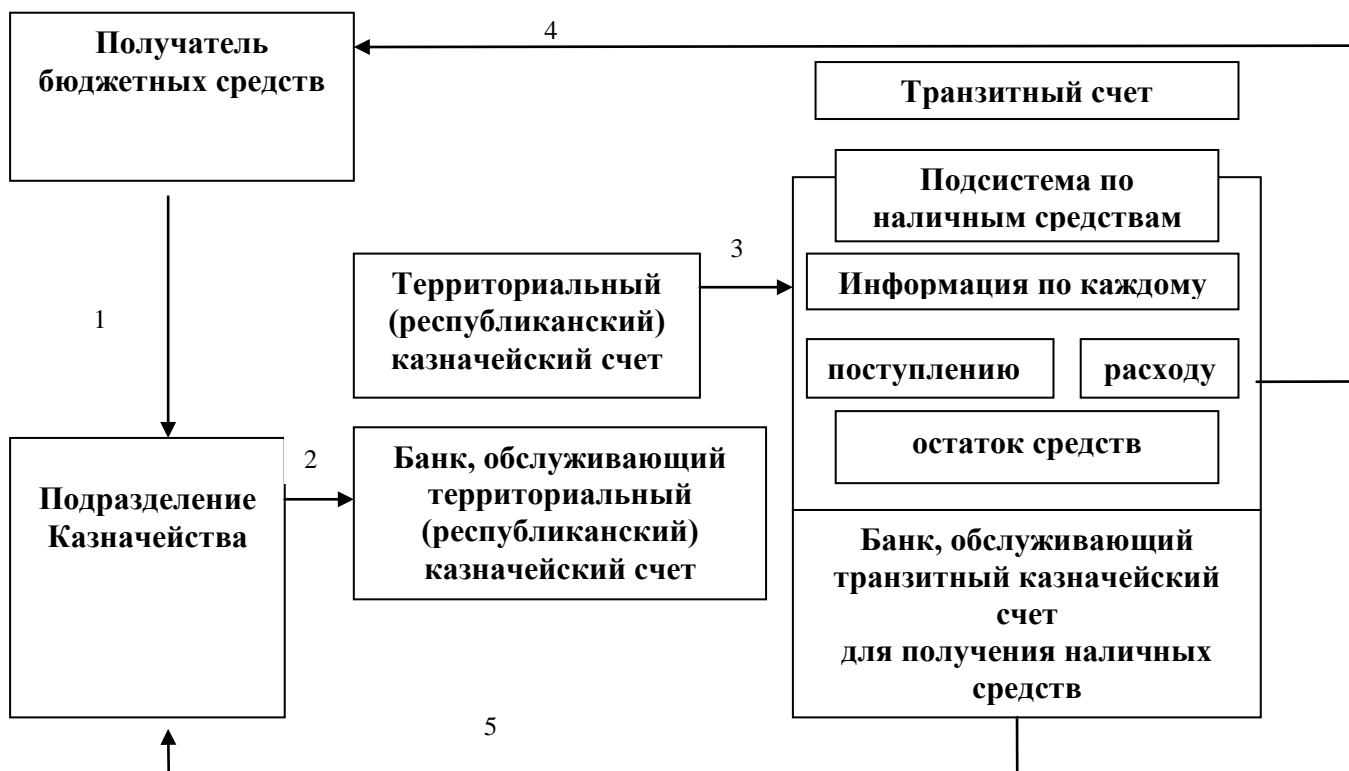 Получатель
бюджетных средств
4
Транзитный счет
Подсистема по
наличным средствам
3
Территориальный
(республиканский)
казначейский счет
Информация по каждому
1
поступлению
расходу
остаток средств
2
Банк, обслуживающий
территориальный
(республиканский)
казначейский счет
Подразделение
Казначейства
Банк, обслуживающий
транзитный казначейский
счет
для получения наличных
средств
5